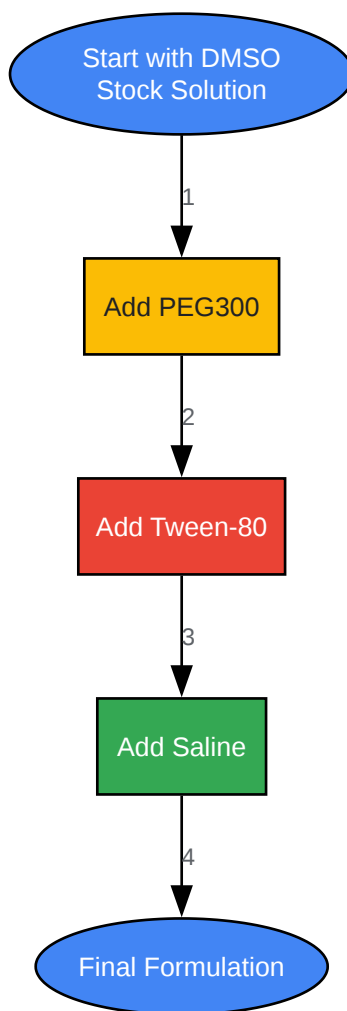 Start with DMSO
Stock Solution
1
Add PEG300
2
Add Tween-80
3
Add Saline
4
Final Formulation